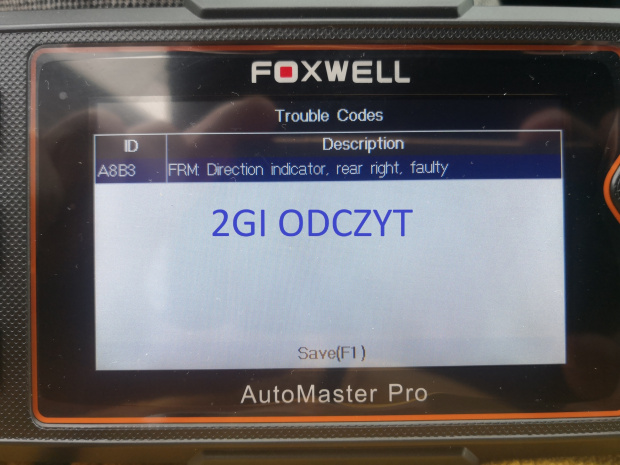 FOXWELL
Trouble Codes
ID Description
A8B3 FRM: Direction indicator, rear right, faulty
2GI ODCZYT
Save(F1)
AutoMaster Pro